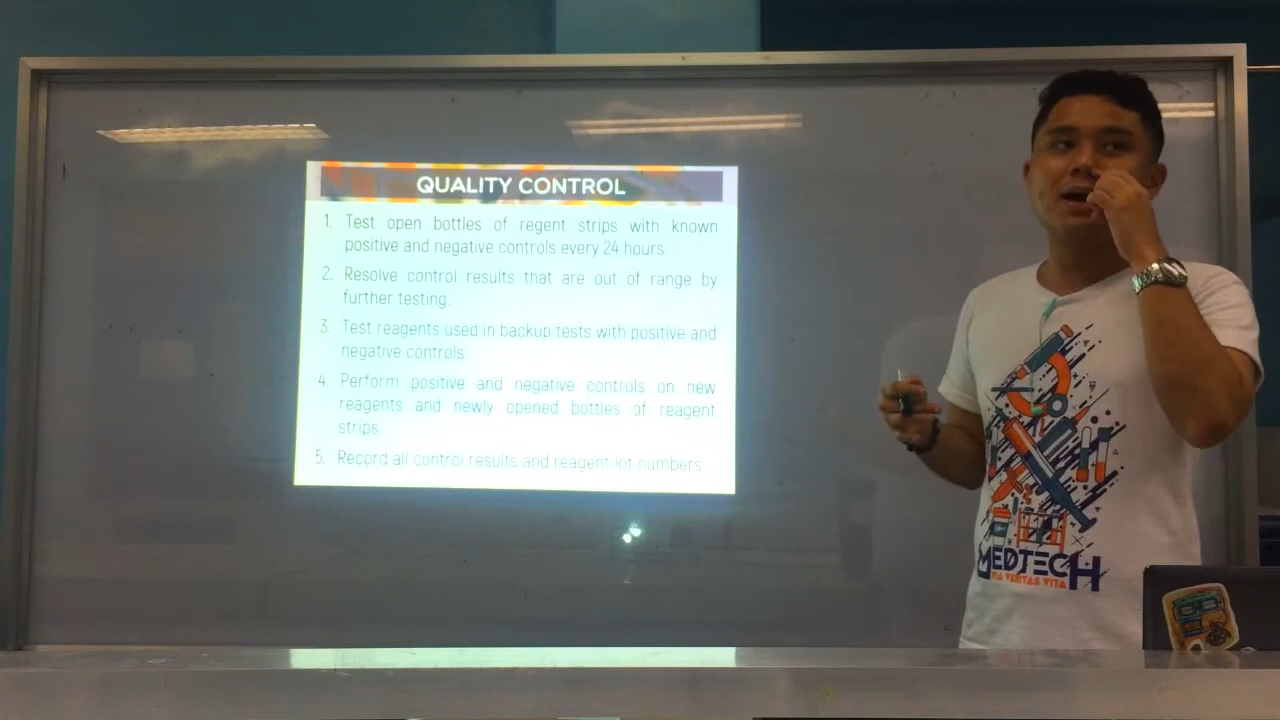 QUALITY CONTROL
1. Test open bottles of regent strips with known
positive and negative controls every 24 hours.
2. Resolve control results that are out of range by
further testing.
3. Test reagents used in backup tests with positive and
negative controls
4. Perform positive and negative controls on new
reagents and newly opened bottles of reagent
strips.
5. Record all control results and reagent lot numbers.
MEDTECH
VIA VERITAS VITA